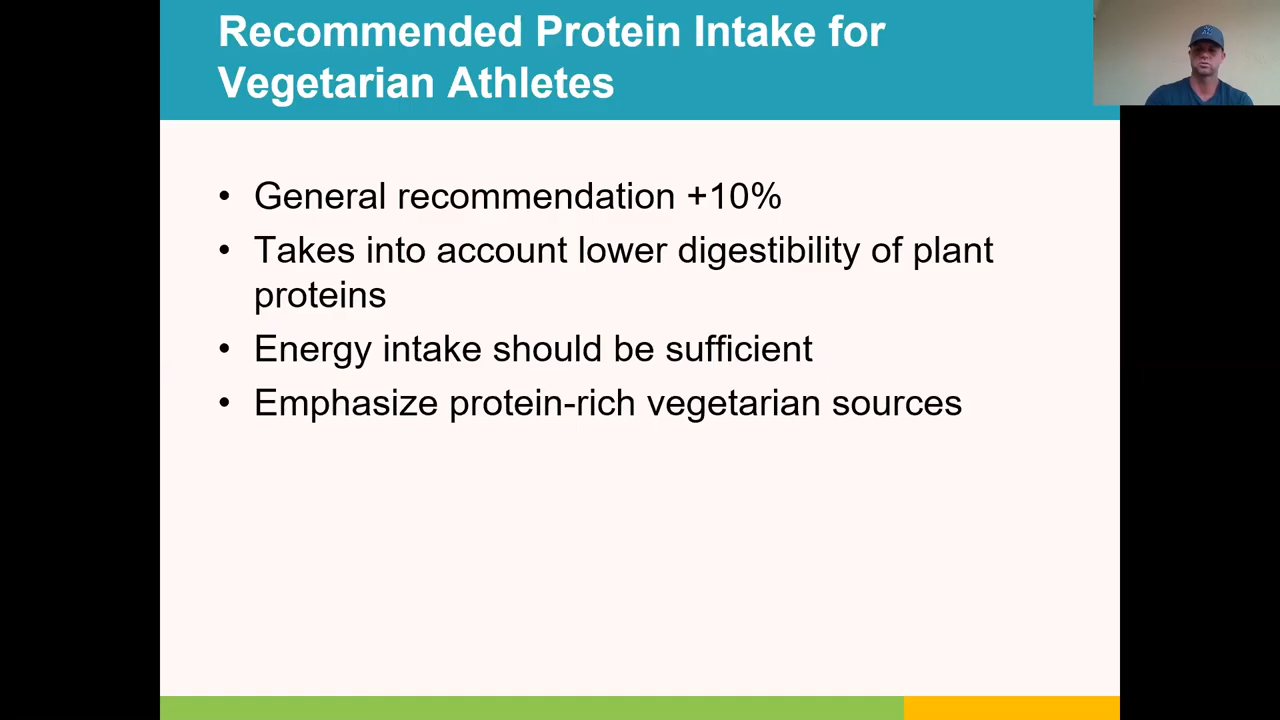 Recommended Protein Intake for
Vegetarian Athletes
• General recommendation +10%
• Takes into account lower digestibility of plant
proteins
• Energy intake should be sufficient
• Emphasize protein-rich vegetarian sources